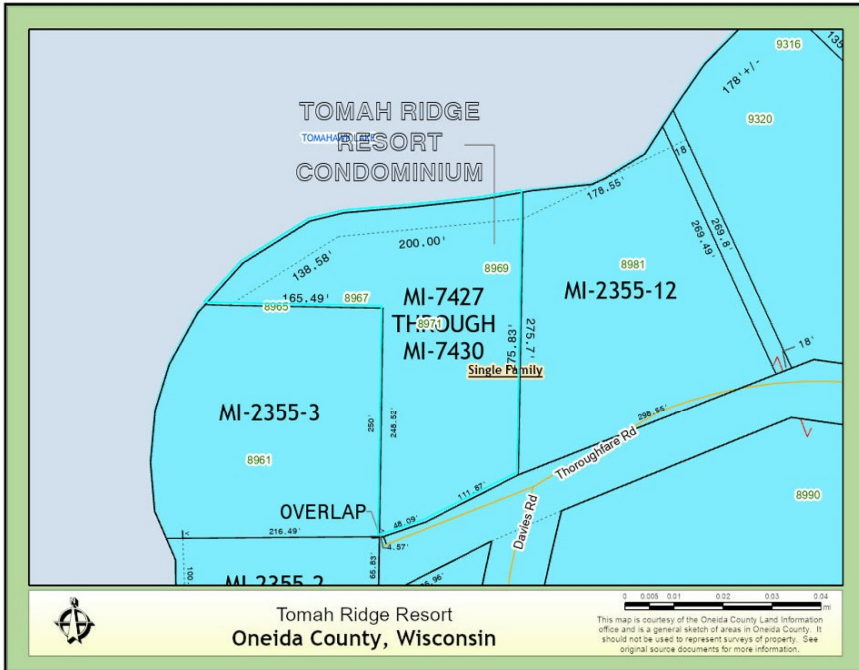 9316
135
178'+/-
9320
TOMAH RIDGE
RESORT
CONDOMINIUM
18'
178.55'
200.00'
138.58'
269.8'
269.49'
8981
8969
165.49'
8967
8965
MI-7427
THROUGH
MI-7430
8971
MI-2355-12
275.7'
18'
Single Family
MI-2355-3
250'
248.52'
298.55'
Thoroughfare Rd
8961
111.87'
8990
OVERLAP
48.09'
Davies Rd
216.49'
4.57'
65.83'
100
MI-2355-2
Tomah Ridge Resort
Oneida County, Wisconsin
0 0.005 0.01 0.02 0.03 0.04
mi
This map is courtesy of the Oneida County Land Information
office and is a general sketch of areas in Oneida County. It
should not be used to represent surveys of property. See
original source documents for more information.